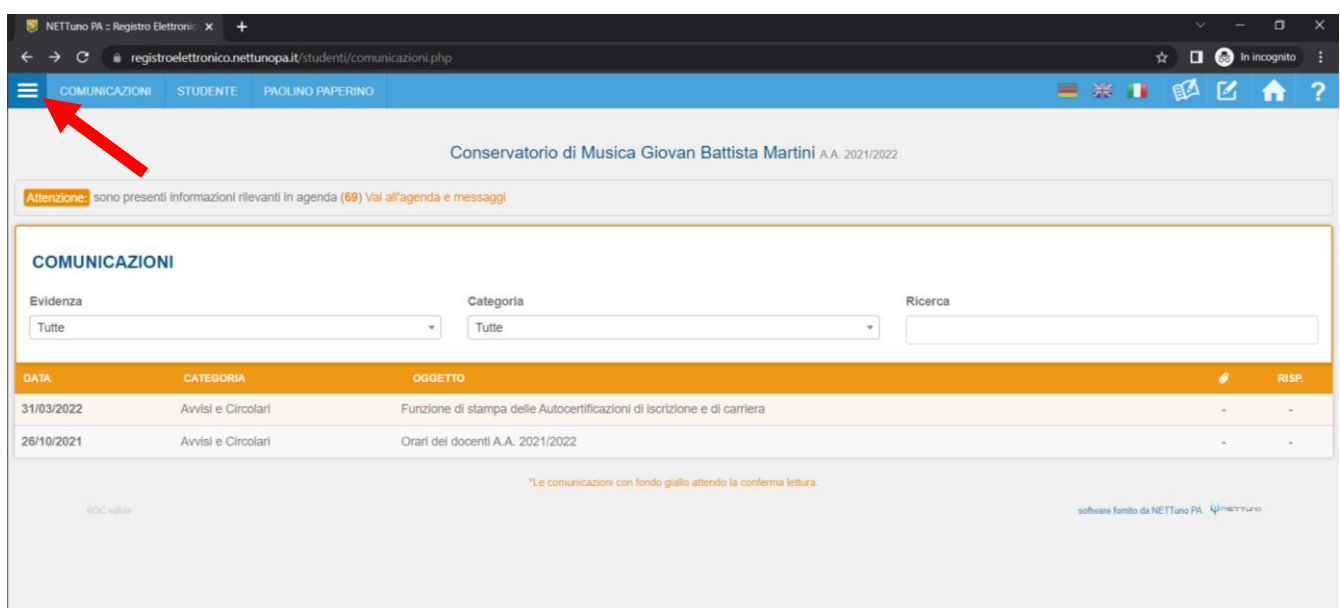 NETTuno PA :: Registro Elettronic
registroelettronico.nettunopa.it/studenti/comunicazioni.php
In incognito
COMUNICAZIONI STUDENTE PAOLINO PAPERINO
?
Conservatorio di Musica Giovan Battista Martini A.A. 2021/2022
Attenzione: sono presenti informazioni rilevanti in agenda (69) Vai all'agenda e messaggi
COMUNICAZIONI
Evidenza Categoria Ricerca
Tutte Tutte
DATA CATEGORIA OGGETTO RISP.
31/03/2022 Avvisi e Circolari Funzione di stampa delle Autocertificazioni di iscrizione e di carriera - -
26/10/2021 Avvisi e Circolari Orari dei docenti A.A. 2021/2022 - -
*Le comunicazioni con fondo giallo attendo la conferma lettura.
W3C valido software fornito da NETTuno PA NETTuno